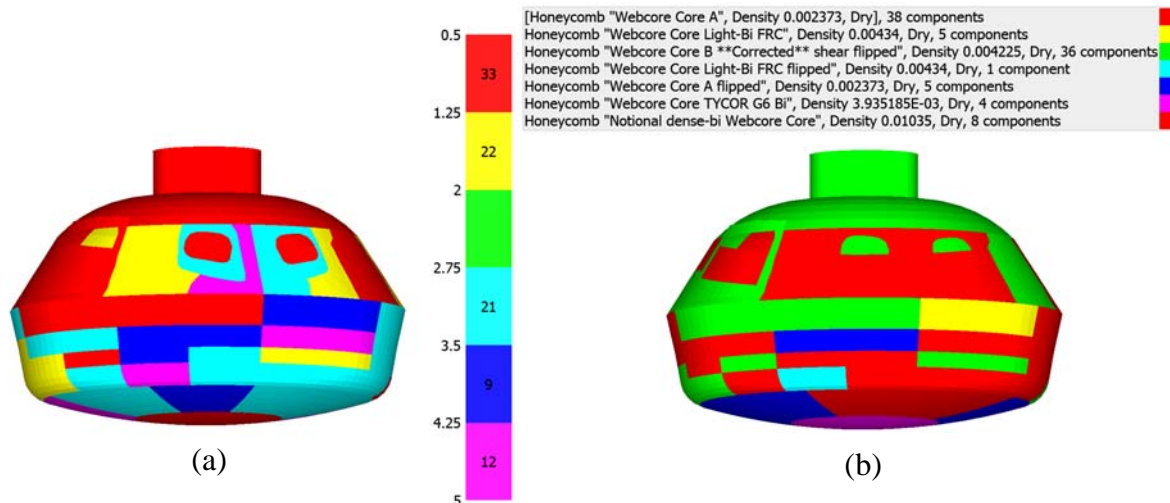 0.5
33
1.25
22
2
2.75
21
3.5
9
4.25
12
5
(a)
[Honeycomb "Webcore Core A", Density 0.002373, Dry], 38 components
Honeycomb "Webcore Core Light-Bi FRC", Density 0.00434, Dry, 5 components
Honeycomb "Webcore Core B **Corrected** shear flipped", Density 0.004225, Dry, 36 components
Honeycomb "Webcore Core Light-Bi FRC flipped", Density 0.00434, Dry, 1 component
Honeycomb "Webcore Core A flipped", Density 0.002373, Dry, 5 components
Honeycomb "Webcore Core TYCOR G6 Bi", Density 3.935185E-03, Dry, 4 components
Honeycomb "Notional dense-bi Webcore Core", Density 0.01035, Dry, 8 components
(b)